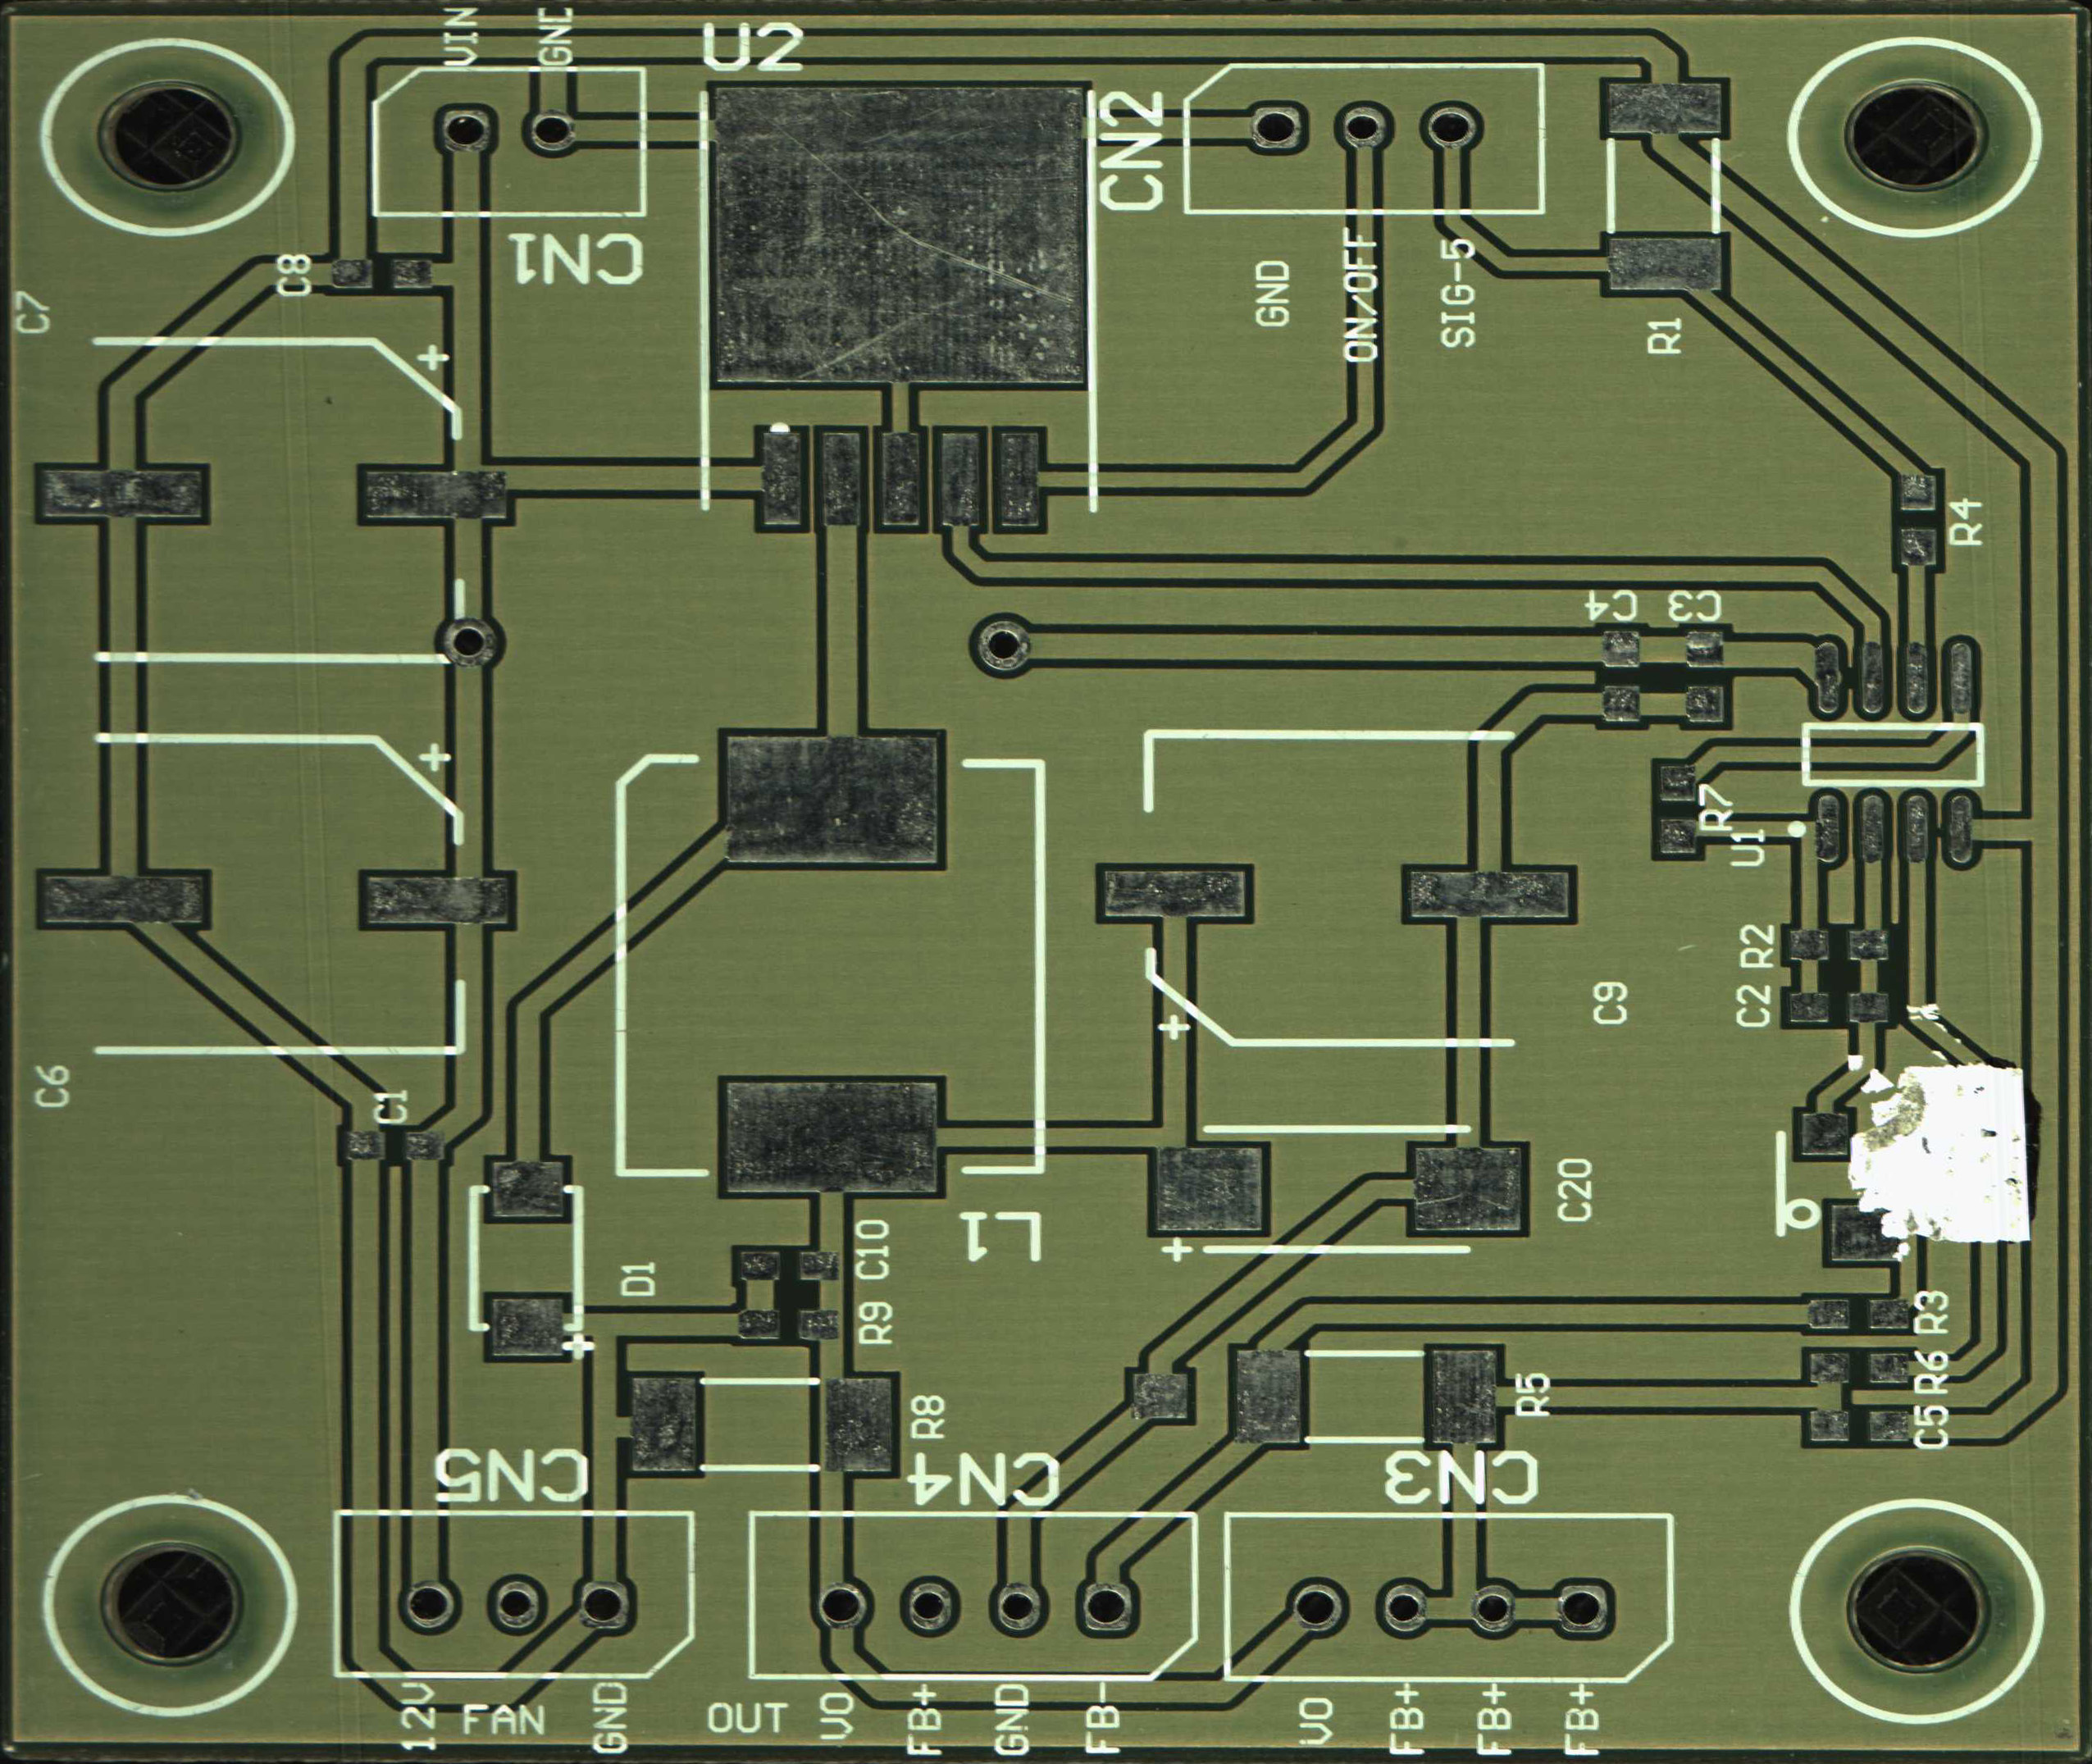 VIN
GND
U2
CN2
CN1
C8
C7
GND
ON/OFF
SIG-5
R1
R4
C4
C3
R7
U1
R2
C2
C9
C6
C1
C20
L1
C10
D1
R9
R3
R6
R5
C5
R8
CN5
CN4
CN3
12V
FAN
GND
OUT
VO
FB+
GND
FB-
VO
FB+
FB+
FB+